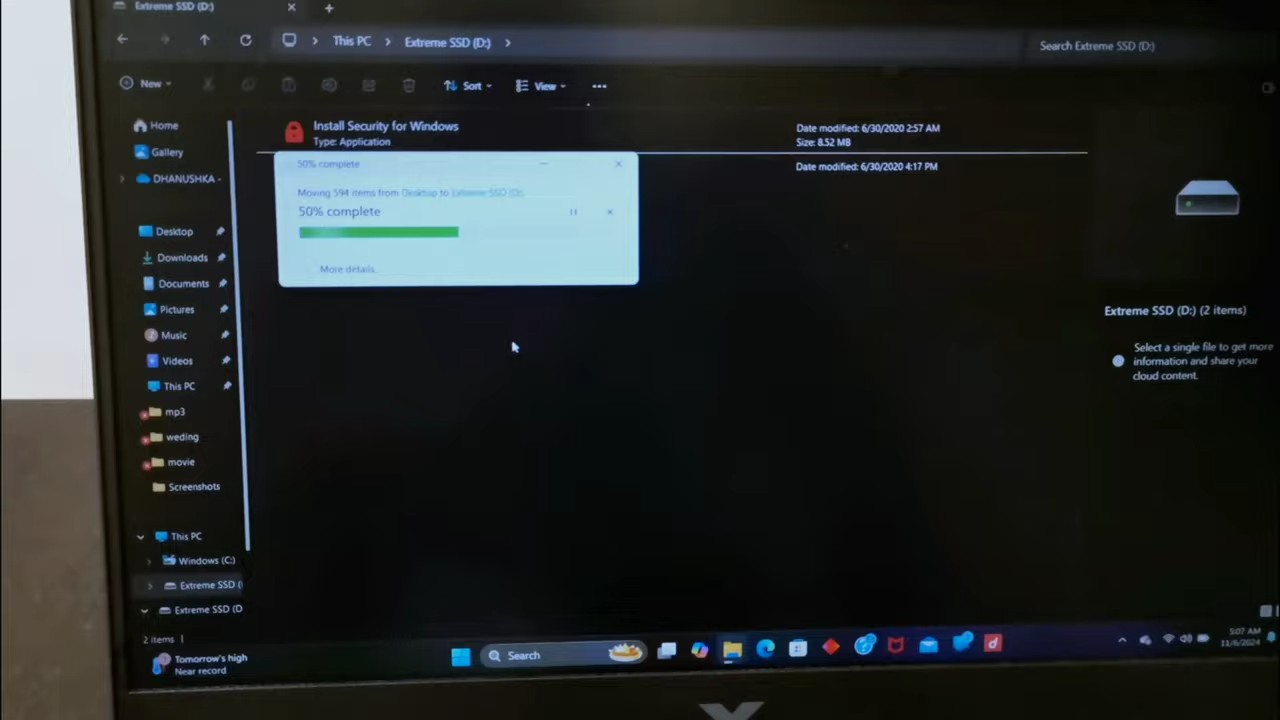 Extreme SSD (D:)
This PC > Extreme SSD (D:) >
Search Extreme SSD (D:)
New
Sort
View
Home
Gallery
DHANUSHKA -
Desktop
Downloads
Documents
Pictures
Music
Videos
This PC
mp3
weding
movie
Screenshots
This PC
Windows (C:)
Extreme SSD (
Extreme SSD (D
2 items
Install Security for Windows
Type: Application
Date modified: 6/30/2020 2:57 AM
Size: 8.52 MB
Date modified: 6/30/2020 4:17 PM
50% complete
Moving 594 items from Desktop to Extreme SSD (D:)
50% complete
More details
Extreme SSD (D:) (2 items)
Select a single file to get more
information and share your
cloud content.
Tomorrow's high
Near record
Search
5:07 AM
11/6/2024